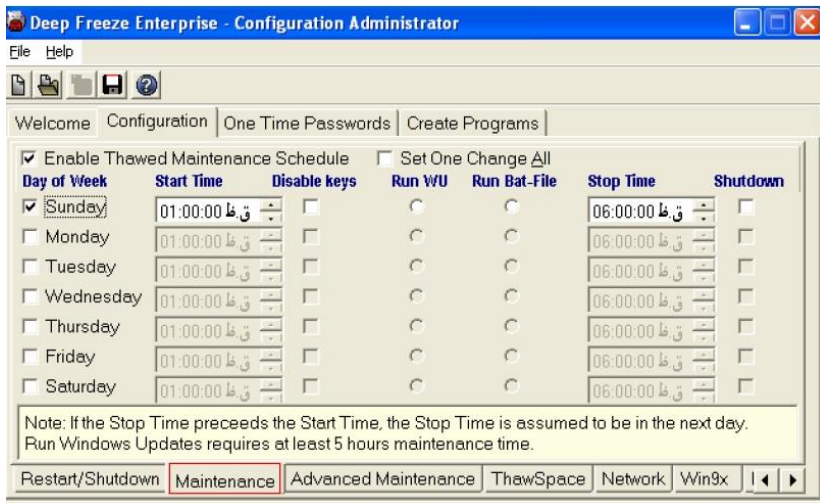 Deep Freeze Enterprise - Configuration Administrator
File Help
Welcome Configuration One Time Passwords Create Programs
Enable Thawed Maintenance Schedule Set One Change All
Day of Week Start Time Disable keys Run WU Run Bat-File Stop Time Shutdown
Sunday 01:00:00 ق.ظ 06:00:00 ق.ظ
Monday 01:00:00 ق.ظ 06:00:00 ق.ظ
Tuesday 01:00:00 ق.ظ 06:00:00 ق.ظ
Wednesday 01:00:00 ق.ظ 06:00:00 ق.ظ
Thursday 01:00:00 ق.ظ 06:00:00 ق.ظ
Friday 01:00:00 ق.ظ 06:00:00 ق.ظ
Saturday 01:00:00 ق.ظ 06:00:00 ق.ظ
Note: If the Stop Time preceeds the Start Time, the Stop Time is assumed to be in the next day.
Run Windows Updates requires at least 5 hours maintenance time.
Restart/Shutdown Maintenance Advanced Maintenance ThawSpace Network Win9x